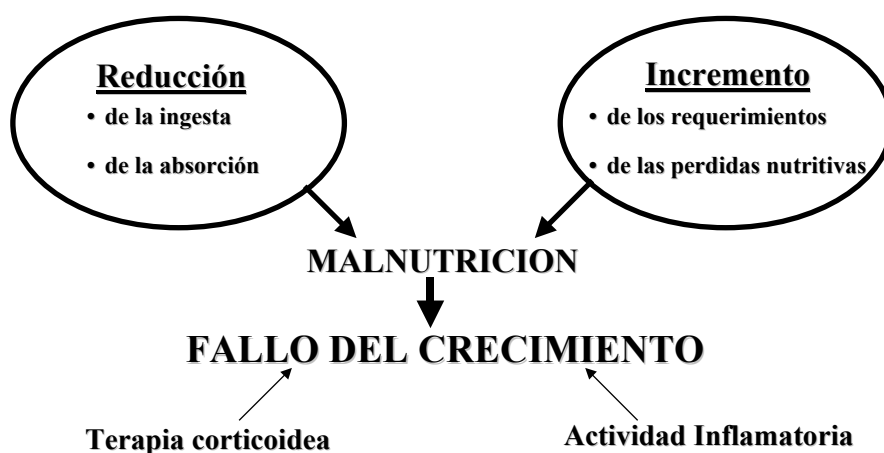 Reducción
• de la ingesta
• de la absorción
Incremento
• de los requerimientos
• de las perdidas nutritivas
MALNUTRICION
FALLO DEL CRECIMIENTO
Terapia corticoidea
Actividad Inflamatoria